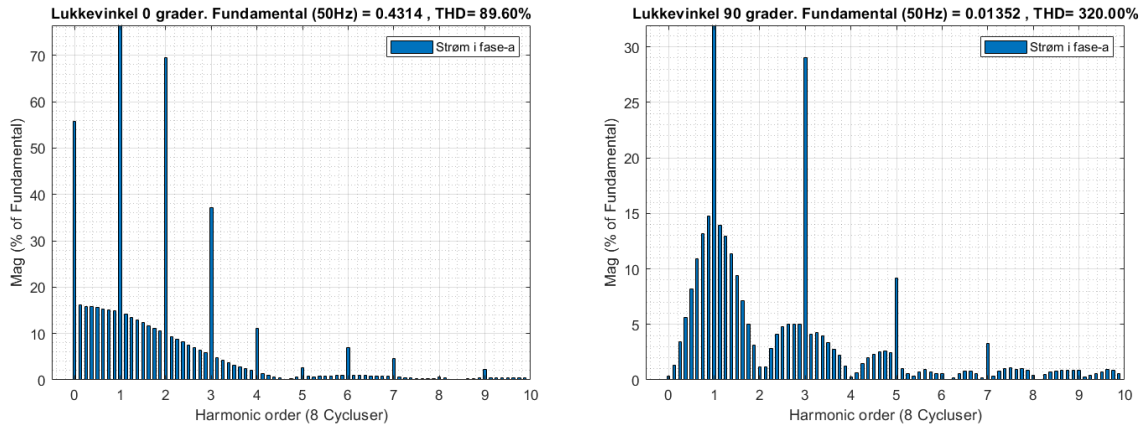 Lukkevinkel 0 grader. Fundamental (50Hz) = 0.4314 , THD= 89.60%
Strøm i fase-a
Mag (% of Fundamental)
70
60
50
40
30
20
10
0
0 1 2 3 4 5 6 7 8 9 10
Harmonic order (8 Cycluser)
Lukkevinkel 90 grader. Fundamental (50Hz) = 0.01352 , THD= 320.00%
Strøm i fase-a
Mag (% of Fundamental)
30
25
20
15
10
5
0
0 1 2 3 4 5 6 7 8 9 10
Harmonic order (8 Cycluser)